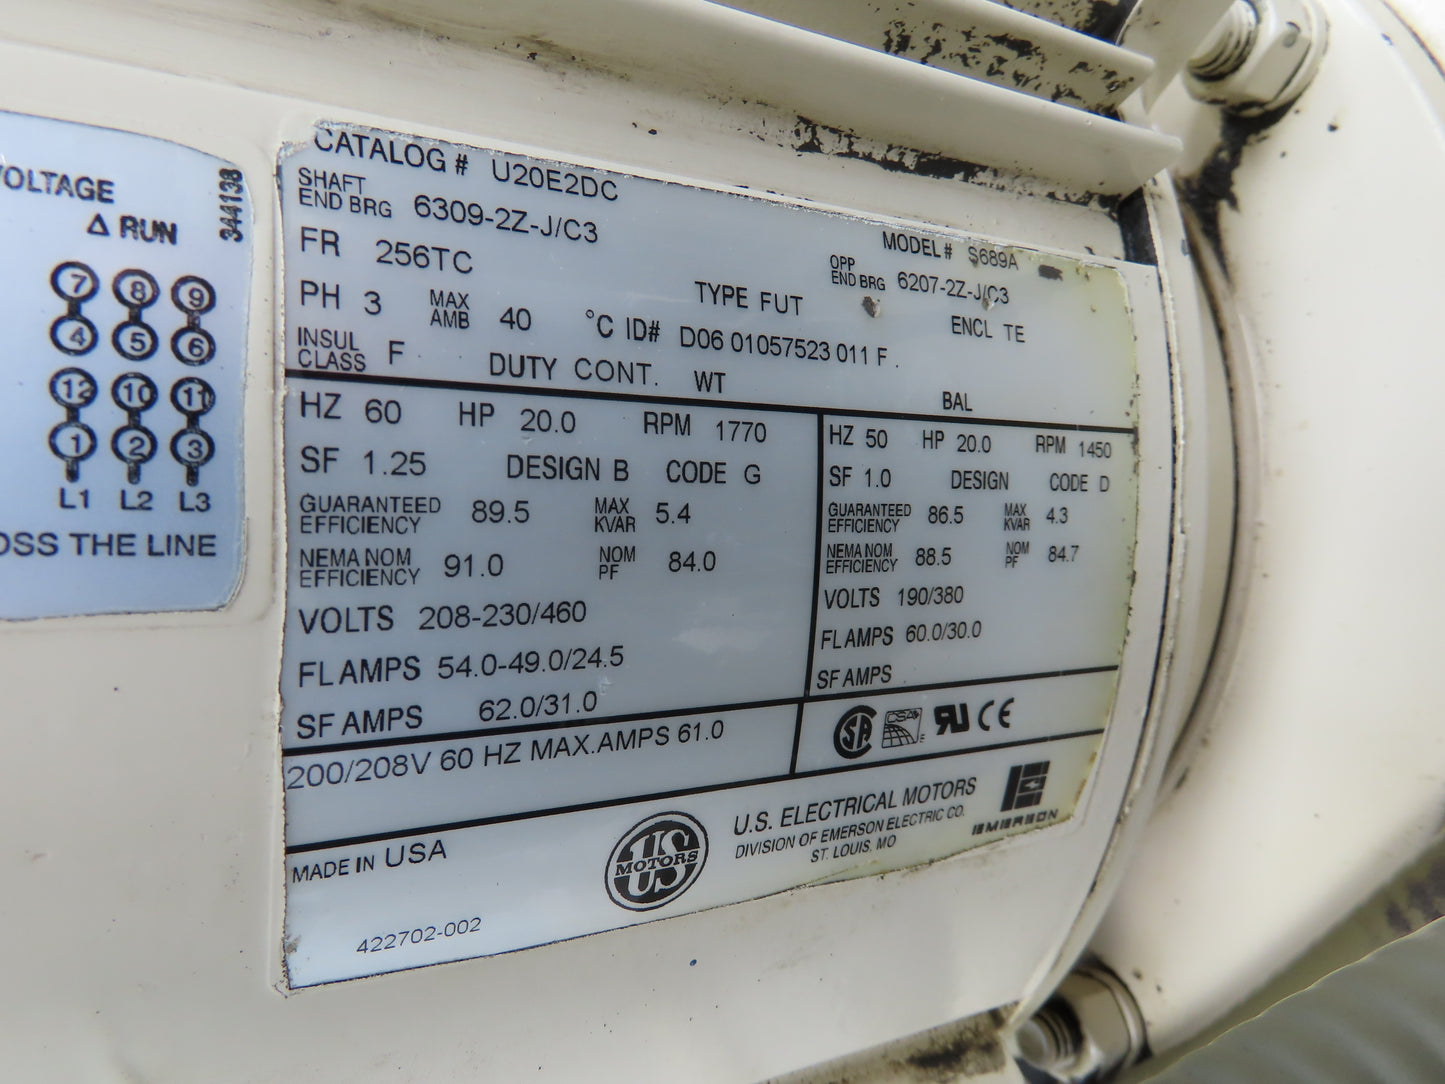 VOLTAGE
Δ RUN
344138
7 8 9
4 5 6
12 10 11
1 2 3
L1 L2 L3
OSS THE LINE
CATALOG # U20E2DC
MODEL# S689A
SHAFT END BRG 6309-2Z-J/C3
OPP END BRG 6207-2Z-J/C3
FR 256TC
TYPE FUT
ENCL TE
PH 3 MAX AMB 40 °C ID# D06 01057523 011 F
INSUL CLASS F DUTY CONT. WT
BAL
HZ 60 HP 20.0 RPM 1770
SF 1.25 DESIGN B CODE G
GUARANTEED EFFICIENCY 89.5 MAX KVAR 5.4
NEMA NOM EFFICIENCY 91.0 NOM PF 84.0
VOLTS 208-230/460
FL AMPS 54.0-49.0/24.5
SF AMPS 62.0/31.0
HZ 50 HP 20.0 RPM 1450
SF 1.0 DESIGN CODE D
GUARANTEED EFFICIENCY 86.5 MAX KVAR 4.3
NEMA NOM EFFICIENCY 88.5 NOM PF 84.7
VOLTS 190/380
FL AMPS 60.0/30.0
SF AMPS
200/208V 60 HZ MAX.AMPS 61.0
SA CSA E RU CE
MADE IN USA
US MOTORS
U.S. ELECTRICAL MOTORS
DIVISION OF EMERSON ELECTRIC CO.
ST. LOUIS, MO
EMERSON
422702-002